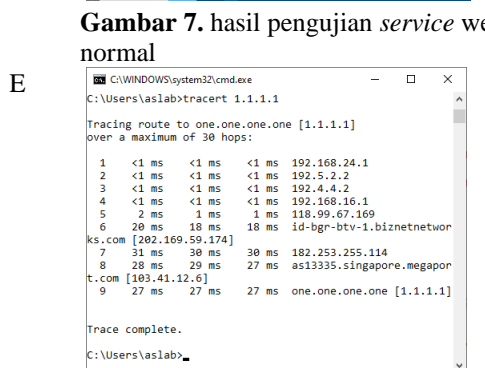 Gambar 7. hasil pengujian service we
normal
E
C:\WINDOWS\system32\cmd.exe
C:\Users\aslab>tracert 1.1.1.1
Tracing route to one.one.one.one [1.1.1.1]
over a maximum of 30 hops:
1 <1 ms <1 ms <1 ms 192.168.24.1
2 <1 ms <1 ms <1 ms 192.5.2.2
3 <1 ms <1 ms <1 ms 192.4.4.2
4 <1 ms <1 ms <1 ms 192.168.16.1
5 2 ms 1 ms 1 ms 118.99.67.169
6 20 ms 18 ms 18 ms id-bgr-btv-1.biznetnetwor
ks.com [202.169.59.174]
7 31 ms 30 ms 30 ms 182.253.255.114
8 28 ms 29 ms 27 ms as13335.singapore.megapor
t.com [103.41.12.6]
9 27 ms 27 ms 27 ms one.one.one.one [1.1.1.1]
Trace complete.
C:\Users\aslab>